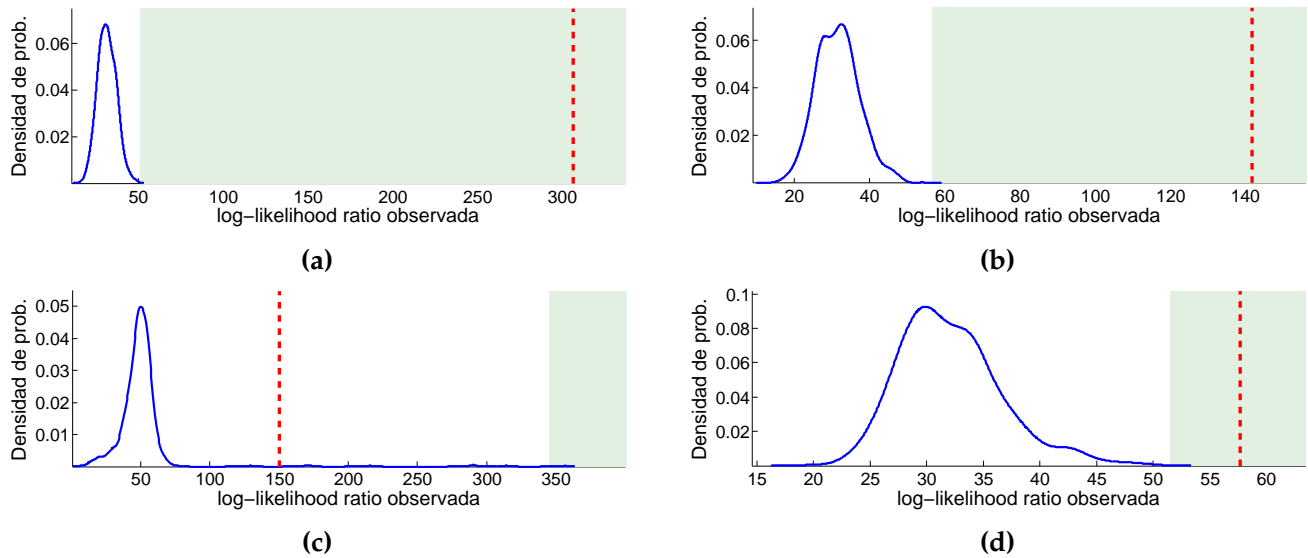 Densidad de prob.
0.06
0.04
0.02
50 100 150 200 250 300
log−likelihood ratio observada
(a)
Densidad de prob.
0.06
0.04
0.02
20 40 60 80 100 120 140
log−likelihood ratio observada
(b)
Densidad de prob.
0.05
0.04
0.03
0.02
0.01
50 100 150 200 250 300 350
log−likelihood ratio observada
(c)
Densidad de prob.
0.1
0.08
0.06
0.04
0.02
15 20 25 30 35 40 45 50 55 60
log−likelihood ratio observada
(d)